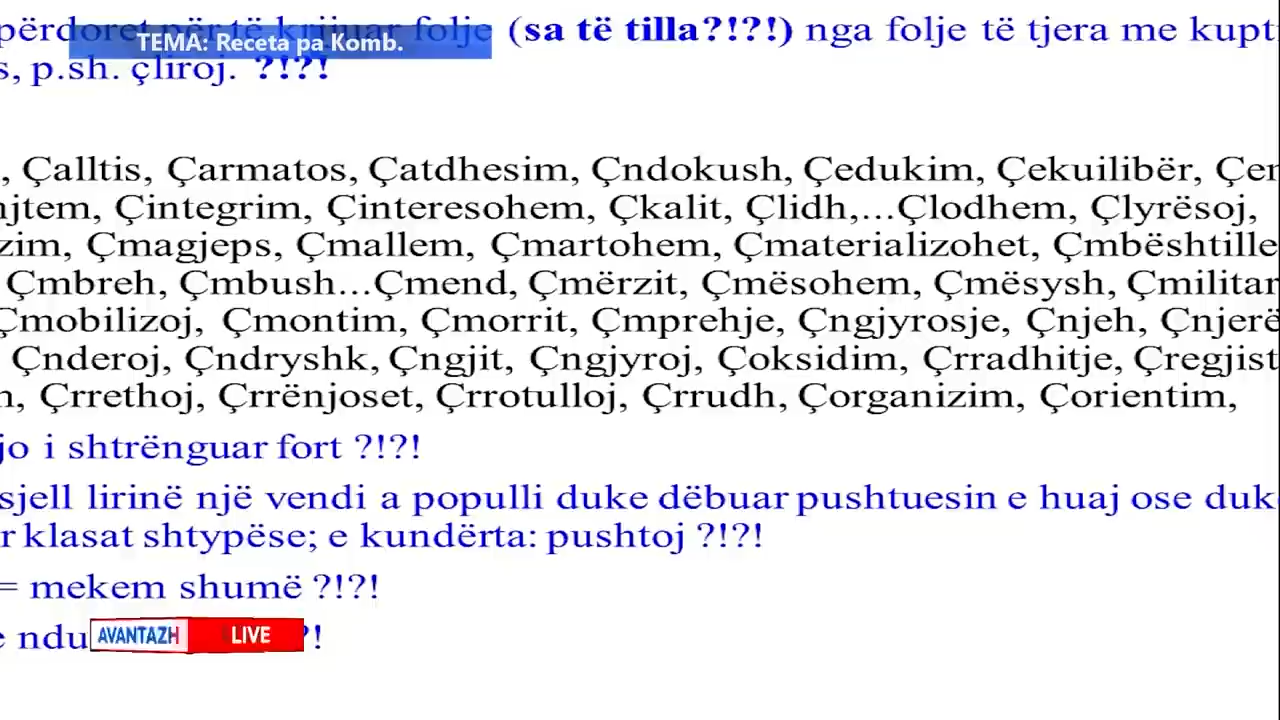 përdoret për të krijuar folje (sa të tilla?!?!) nga folje të tjera me kupt
TEMA: Receta pa Komb.
s, p.sh. çliroj. ?!?!
, Çalltis, Çarmatos, Çatdhesim, Çndokush, Çedukim, Çekuilibër, Çer
njtem, Çintegrim, Çinteresohem, Çkalit, Çlidh,...Çlodhem, Çlyrësoj,
zim, Çmagjeps, Çmallem, Çmartohem, Çmaterializohet, Çmbështille
Çmbreh, Çmbush...Çmend, Çmërzit, Çmësohem, Çmësysh, Çmilitar
Çmobilizoj, Çmontim, Çmorrit, Çmprehje, Çngjyrosje, Çnjeh, Çnjerë
Çnderoj, Çndryshk, Çngjit, Çngjyroj, Çoksidim, Çrradhitje, Çregjist
n, Çrrethoj, Çrrënjoset, Çrrotulloj, Çrrudh, Çorganizim, Çorientim,
jo i shtrënguar fort ?!?!
sjell lirinë një vendi a populli duke dëbuar pushtuesin e huaj ose duk
r klasat shtypëse; e kundërta: pushtoj ?!?!
= mekem shumë ?!?!
e ndu ?!
AVANTAZH LIVE